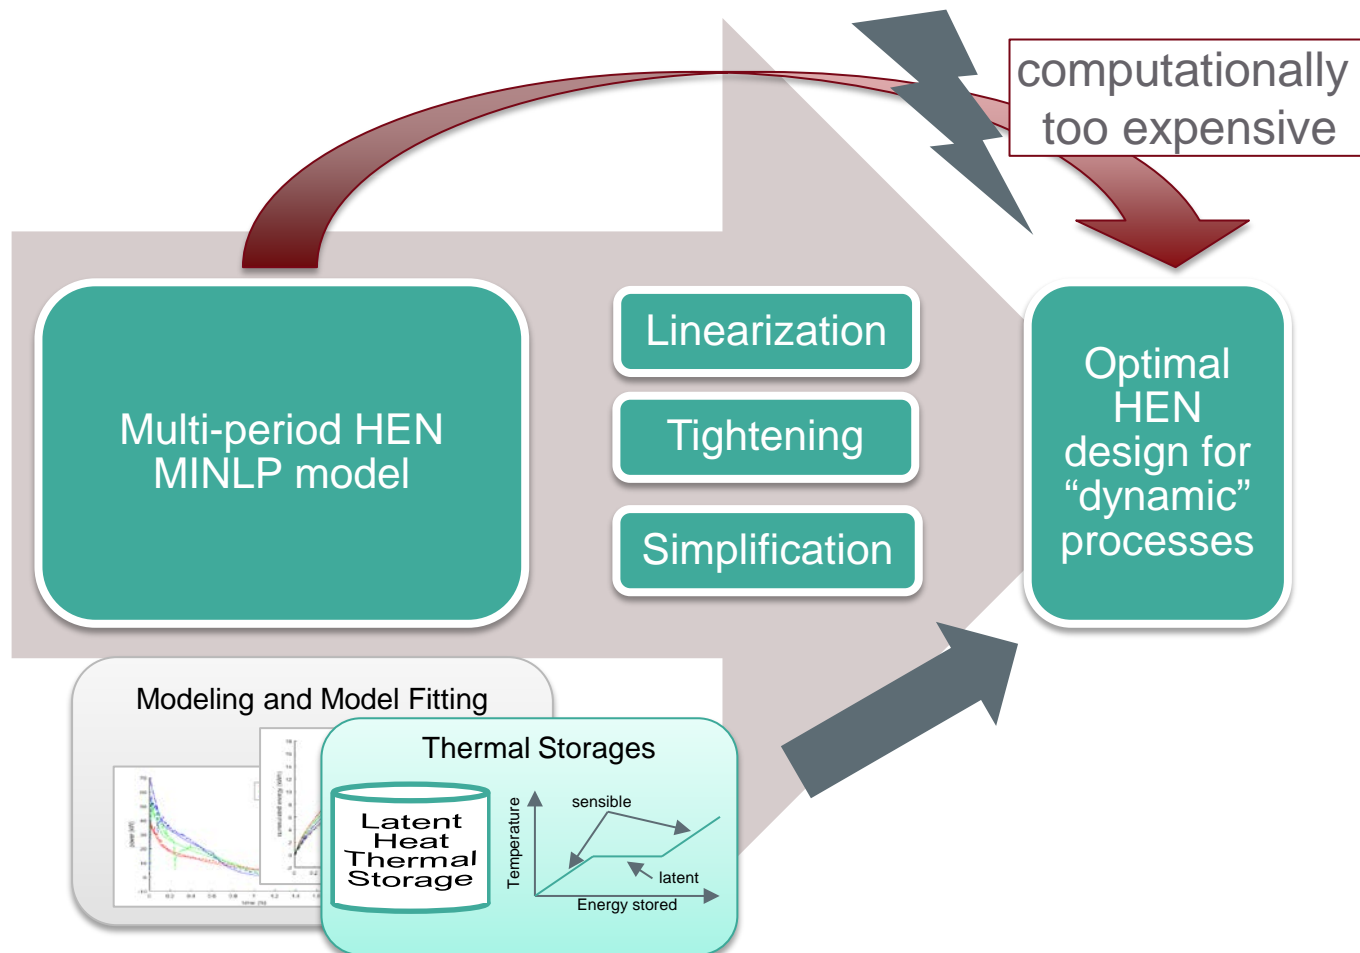 computationally
too expensive
Multi-period HEN
MINLP model
Linearization
Tightening
Simplification
Optimal
HEN
design for
“dynamic”
processes
Modeling and Model Fitting
Thermal Storages
Latent
Heat
Thermal
Storage
Temperature
sensible
latent
Energy stored